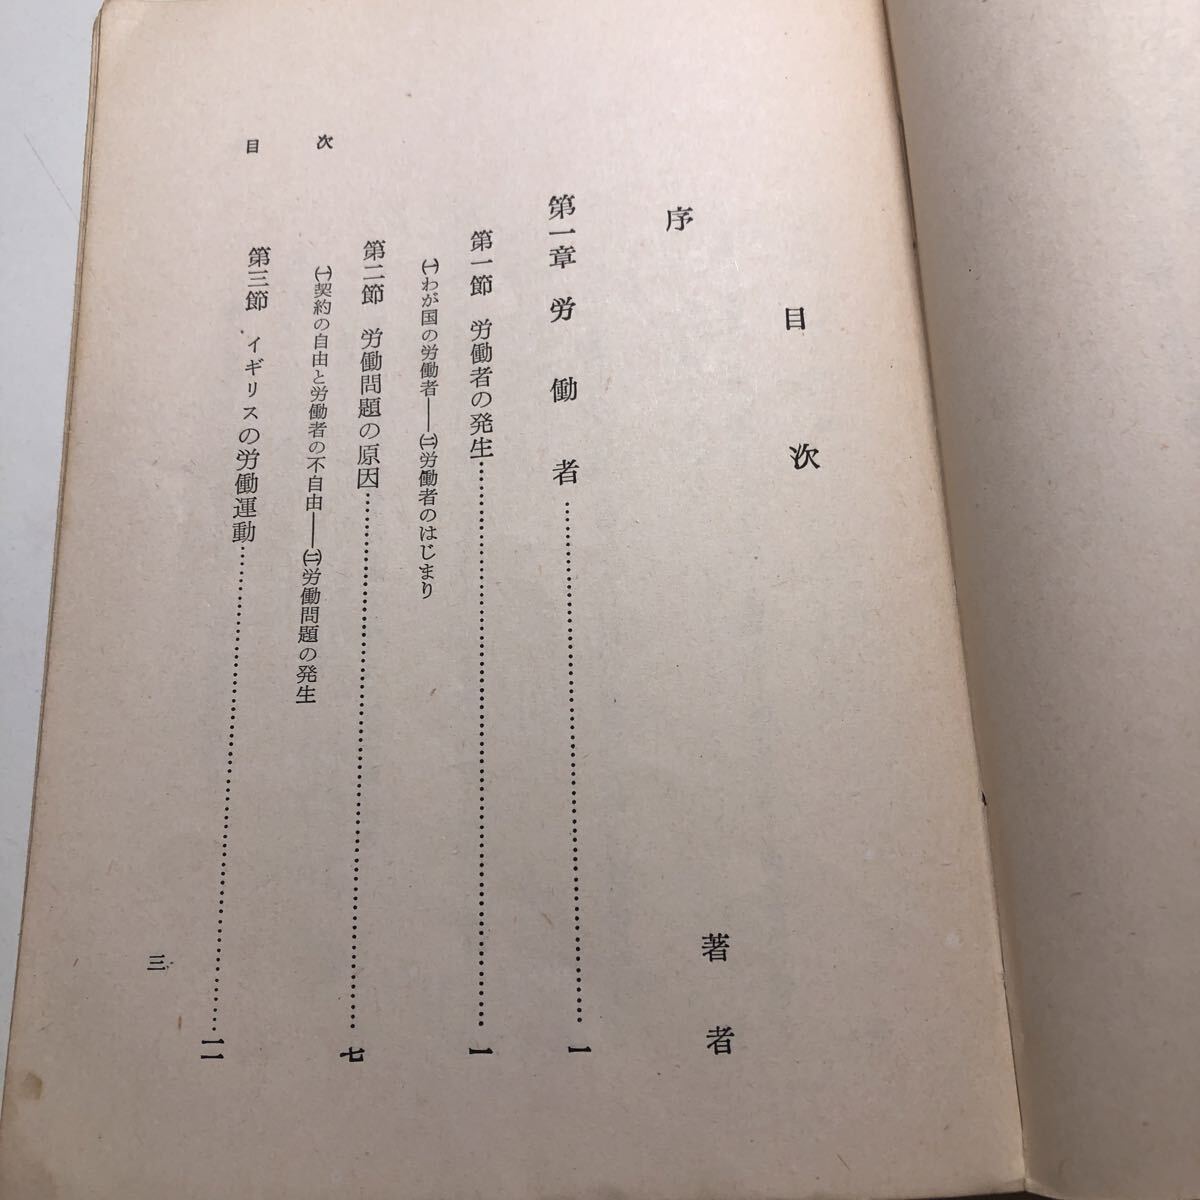 目次
序 著者
第一章 労働者……………………一
第一節 労働者の発生……………………一
㈠わが国の労働者――㈡労働者のはじまり
第二節 労働問題の原因……………………七
㈠契約の自由と労働者の不自由――㈡労働問題の発生
第三節 イギリスの労働運動……………………一一
目次
三